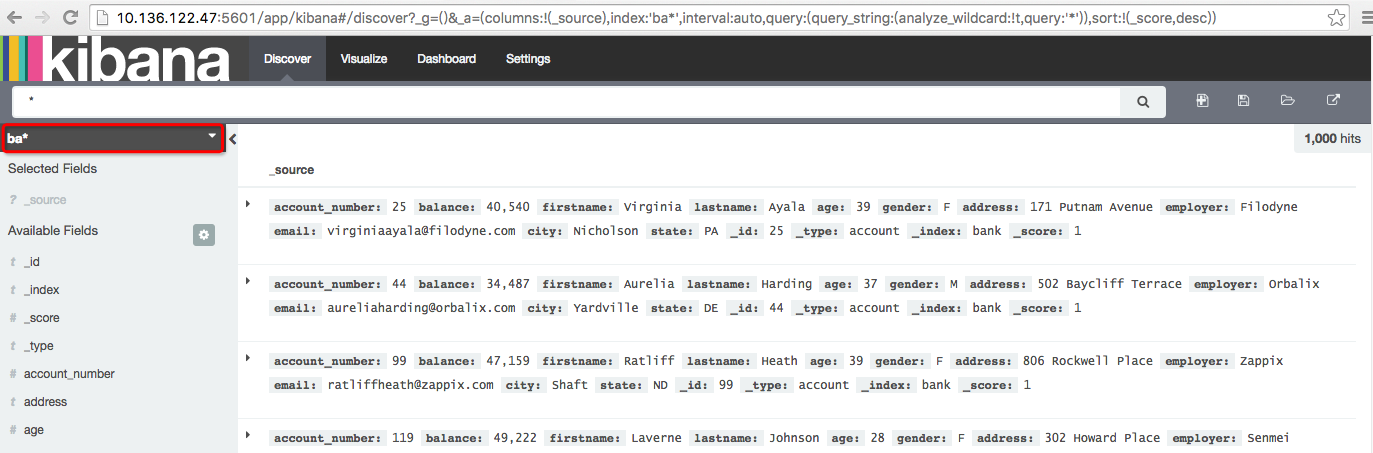 10.136.122.47:5601/app/kibana#/discover?_g=()&_a=(columns:!(_source),index:'ba*',interval:auto,query:(query_string:(analyze_wildcard:!t,query:'*')),sort:!(_score,desc))
kibana Discover Visualize Dashboard Settings
*
ba*
1,000 hits
Selected Fields
_source
? _source
Available Fields
account_number: 25 balance: 40,540 firstname: Virginia lastname: Ayala age: 39 gender: F address: 171 Putnam Avenue employer: Filodyne
email: virginiaayala@filodyne.com city: Nicholson state: PA _id: 25 _type: account _index: bank _score: 1
t _id
t _index
# _score
t _type
# account_number
t address
# age
account_number: 44 balance: 34,487 firstname: Aurelia lastname: Harding age: 37 gender: M address: 502 Baycliff Terrace employer: Orbalix
email: aureliaharding@orbalix.com city: Yardville state: DE _id: 44 _type: account _index: bank _score: 1
account_number: 99 balance: 47,159 firstname: Ratliff lastname: Heath age: 39 gender: F address: 806 Rockwell Place employer: Zappix
email: ratliffheath@zappix.com city: Shaft state: ND _id: 99 _type: account _index: bank _score: 1
account_number: 119 balance: 49,222 firstname: Laverne lastname: Johnson age: 28 gender: F address: 302 Howard Place employer: Senmei